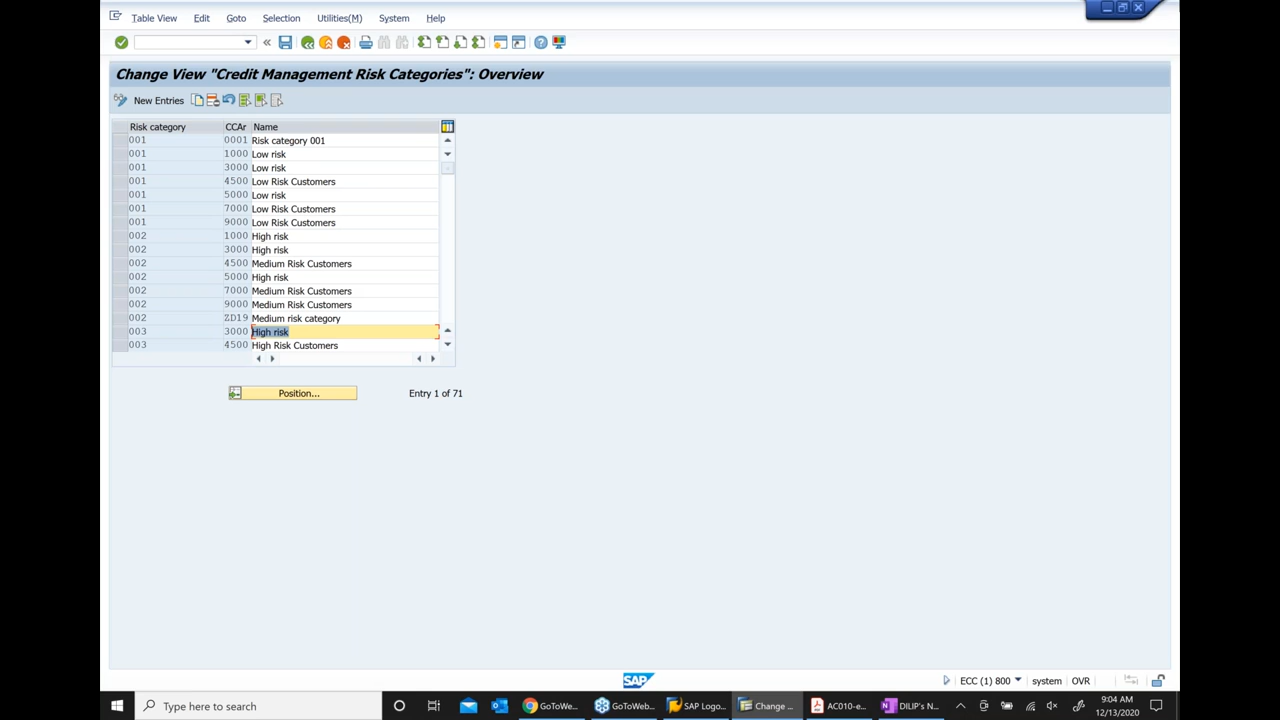 Table View Edit Goto Selection Utilities(M) System Help
Change View "Credit Management Risk Categories": Overview
New Entries
Risk category CCAr Name
001 0001 Risk category 001
001 1000 Low risk
001 3000 Low risk
001 4500 Low Risk Customers
001 5000 Low risk
001 7000 Low Risk Customers
001 9000 Low Risk Customers
002 1000 High risk
002 3000 High risk
002 4500 Medium Risk Customers
002 5000 High risk
002 7000 Medium Risk Customers
002 9000 Medium Risk Customers
002 ZD19 Medium risk category
003 3000 High risk
003 4500 High Risk Customers
Position... Entry 1 of 71
SAP ECC (1) 800 system OVR
Type here to search GoToWe... GoToWeb... SAP Logo... Change ... AC010-e... DILIP's N... 9:04 AM
12/13/2020